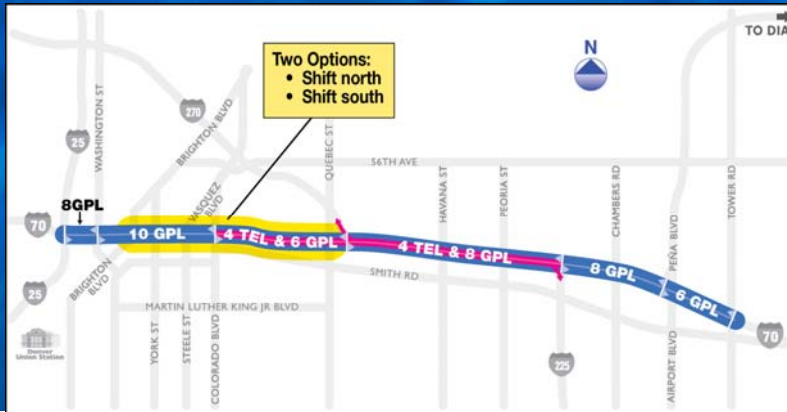 Two Options:
• Shift north
• Shift south
N
TO DIA
25
WASHINGTON ST
270
BRIGHTON BLVD
VASQUEZ BLVD
QUEBEC ST
56TH AVE
HAVANA ST
PEORIA ST
CHAMBERS RD
PEÑA BLVD
TOWER RD
8GPL
70
10 GPL
4 TEL & 6 GPL
4 TEL & 8 GPL
8 GPL
6 GPL
70
25
BRIGHTON BLVD
SMITH RD
MARTIN LUTHER KING JR BLVD
YORK ST
STEELE ST
COLORADO BLVD
225
AIRPORT BLVD
Denver
Union Station